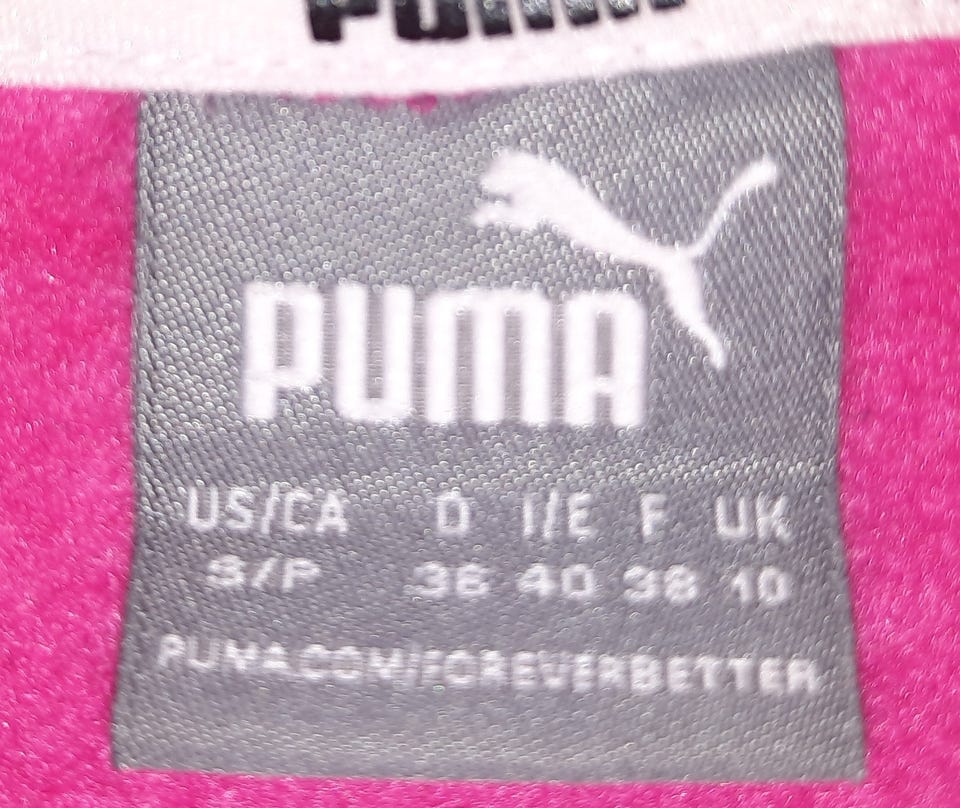 PUMA
PUMA
US/CA D I/E F UK
S/P 36 40 38 10
PUMA.COM/FOREVERBETTER